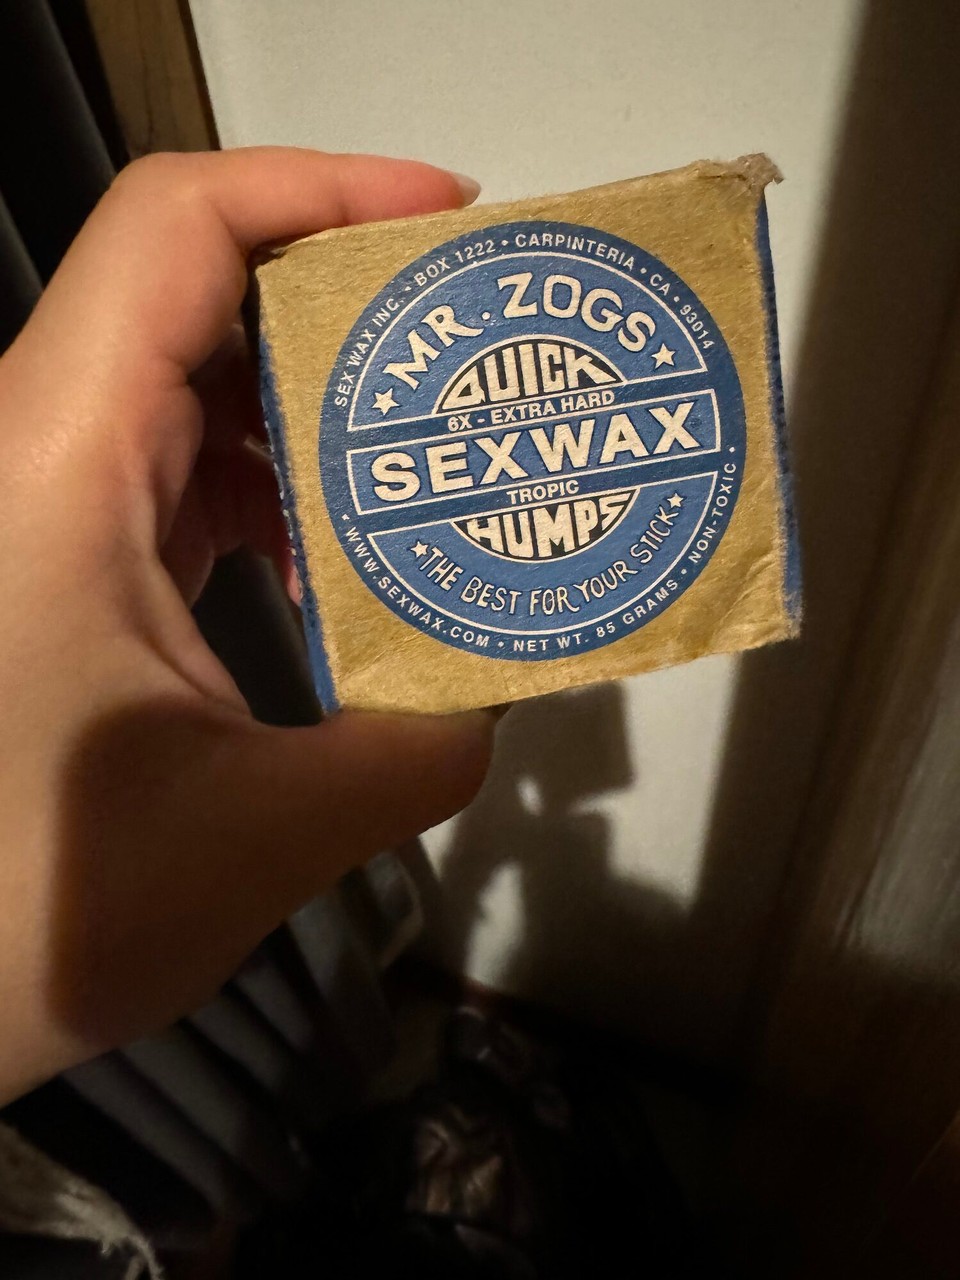 SEX WAX INC. • BOX 1222 • CARPINTERIA • CA • 93014
MR. ZOGS
QUICK
6X - EXTRA HARD
SEXWAX
TROPIC
HUMPS
THE BEST FOR YOUR STICK
• WWW.SEXWAX.COM • NET WT. 85 GRAMS • NON-TOXIC •